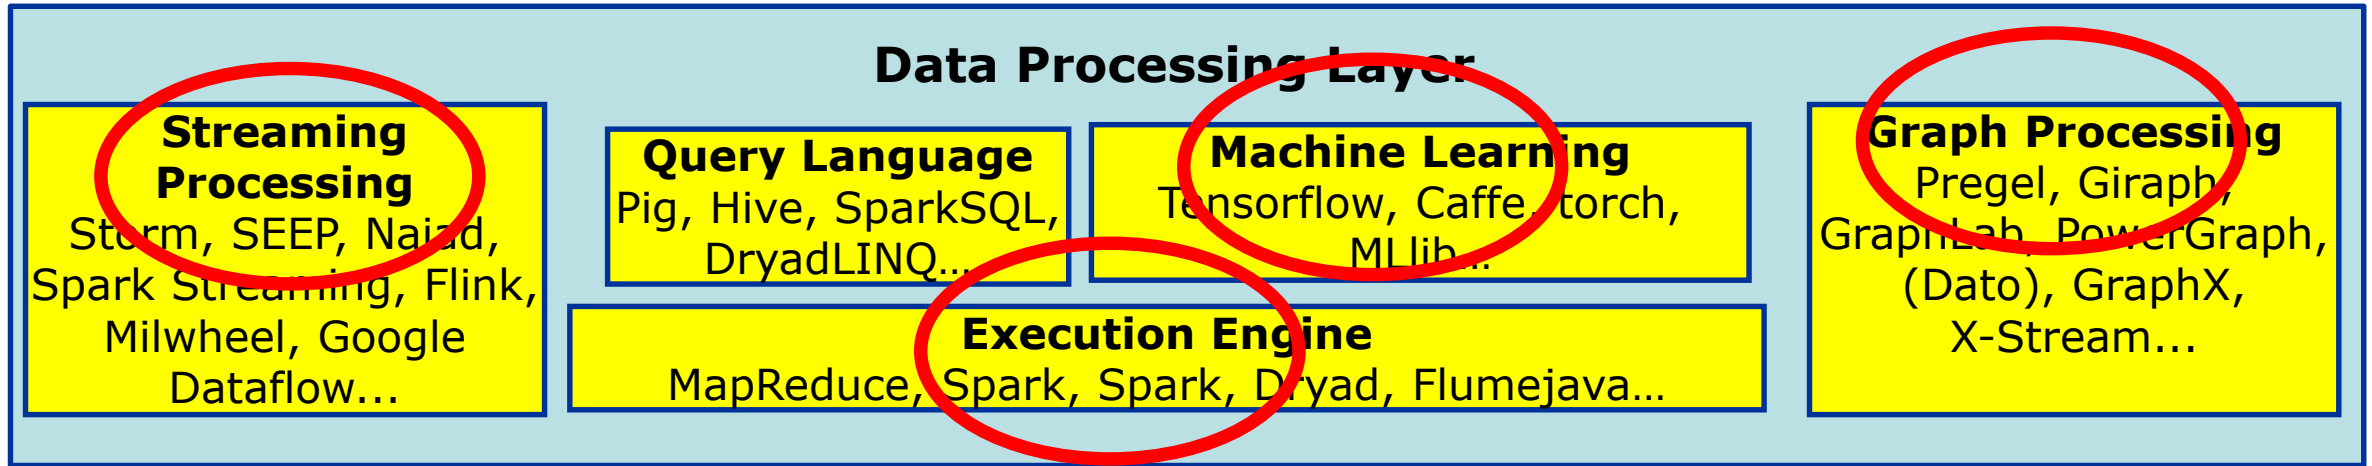 Data Processing Layer
Streaming
Processing
Storm, SEEP, Naiad,
Spark Streaming, Flink,
Milwheel, Google
Dataflow...
Query Language
Pig, Hive, SparkSQL,
DryadLINQ…
Machine Learning
Tensorflow, Caffe, torch,
MLlib…
Execution Engine
MapReduce, Spark, Spark, Dryad, Flumejava…
Graph Processing
Pregel, Giraph,
GraphLab, PowerGraph,
(Dato), GraphX,
X-Stream...